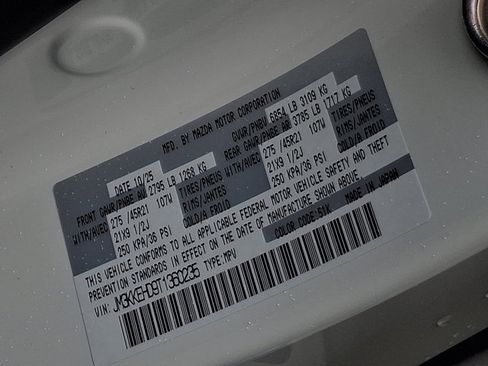 MFD. BY MAZDA MOTOR CORPORATION
DATE 10/25 GVWR/PNBV 6854 LB 3109 KG
FRONT GAWR/PNBE AV 2795 LB 1268 KG REAR GAWR/PNBE AR 3785 LB 1717 KG
WITH/AVEC 275 /45R21 107W TIRES/PNEUS WITH/AVEC 275 /45R21 107W TIRES/PNEUS
21X9 1/2J RIMS/JANTES 21X9 1/2J RIMS/JANTES
250 KPA/36 PSI COLD/A FROID 250 KPA/36 PSI COLD/A FROID
THIS VEHICLE CONFORMS TO ALL APPLICABLE FEDERAL MOTOR VEHICLE SAFETY AND THEFT
PREVENTION STANDARDS IN EFFECT ON THE DATE OF MANUFACTURE SHOWN ABOVE.
VIN: TYPE:MPV COLOR CODE: MADE IN JAPAN